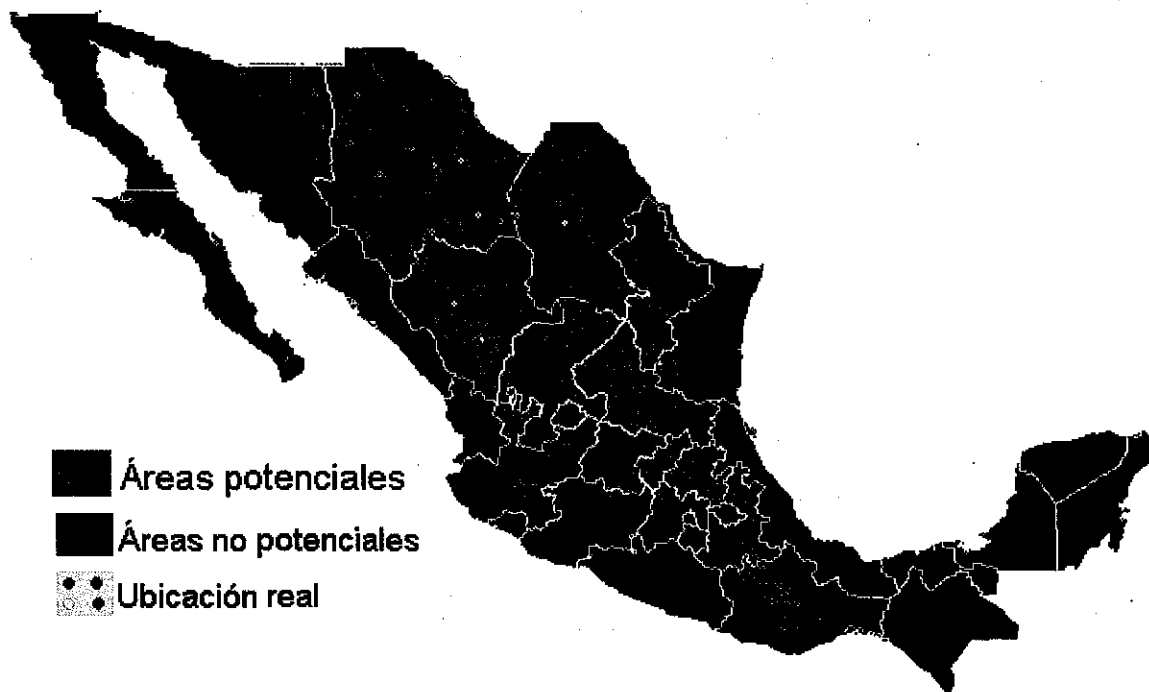 Áreas potenciales
Áreas no potenciales
Ubicación real